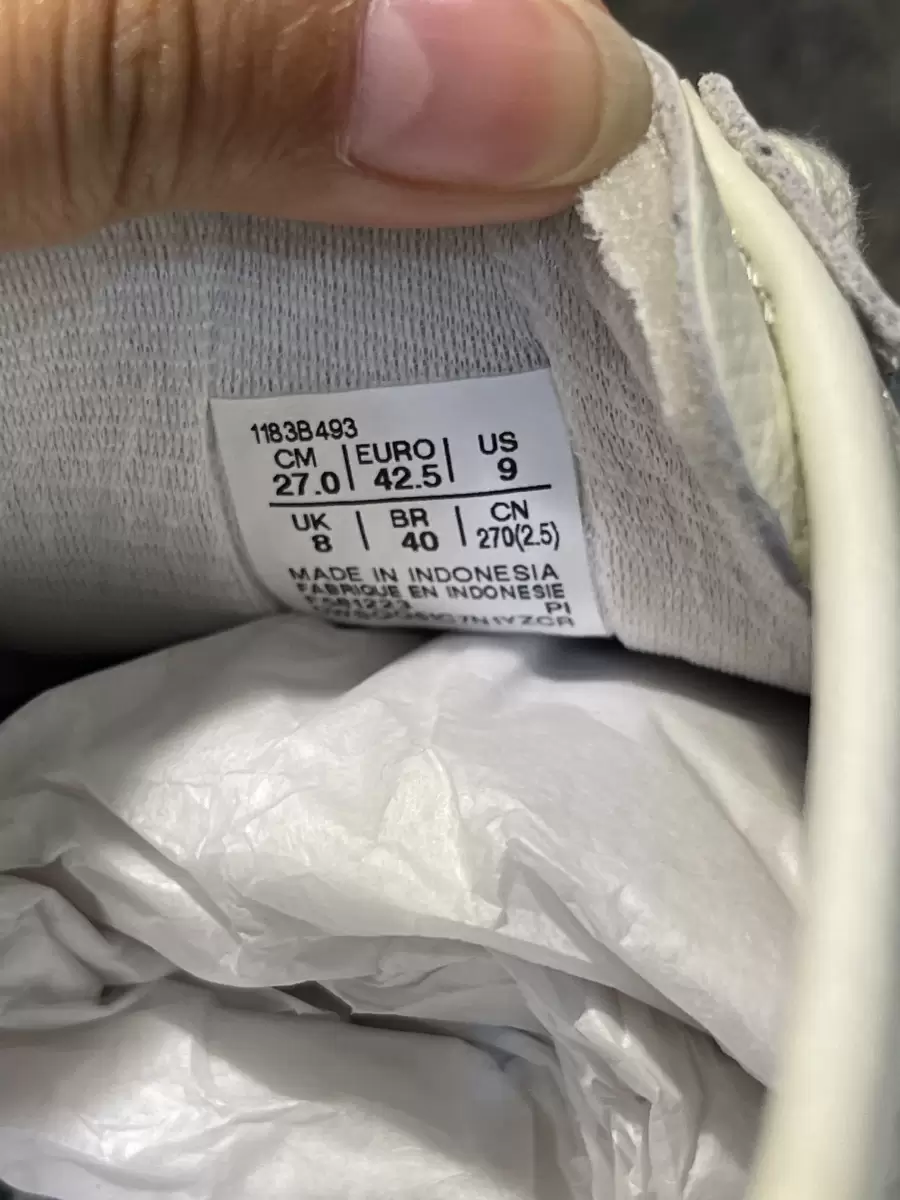 1183B493
CM | EURO | US
27.0 | 42.5 | 9
UK | BR | CN
8 | 40 | 270(2.5)
MADE IN INDONESIA
FABRIQUE EN INDONESIE
PI